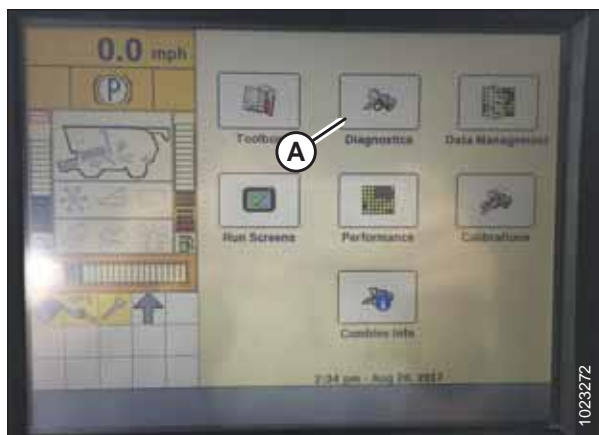 0.0 mph
(P)
Toolbox Diagnostics Data Management
A
Run Screens Performance Calibrations
Combine Info
2:34 pm - Aug 20, 2017
1023272